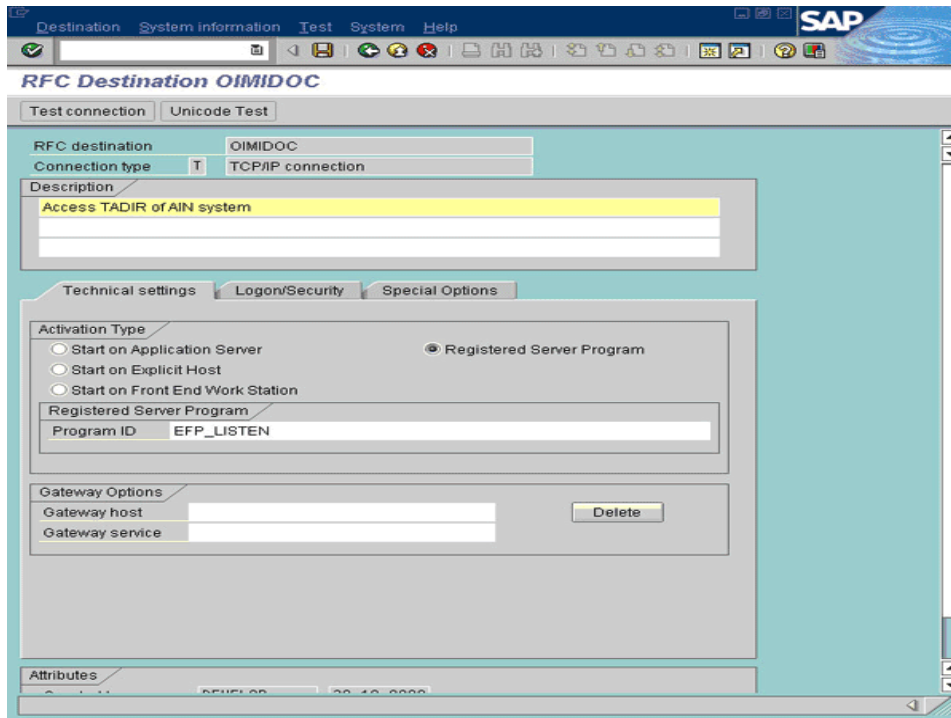 Destination System information Test System Help
SAP
RFC Destination OIMIDOC
Test connection Unicode Test
RFC destination OIMIDOC
Connection type T TCP/IP connection
Description
Access TADIR of AIN system
Technical settings Logon/Security Special Options
Activation Type
Start on Application Server Registered Server Program
Start on Explicit Host
Start on Front End Work Station
Registered Server Program
Program ID EFP_LISTEN
Gateway Options
Gateway host Delete
Gateway service
Attributes